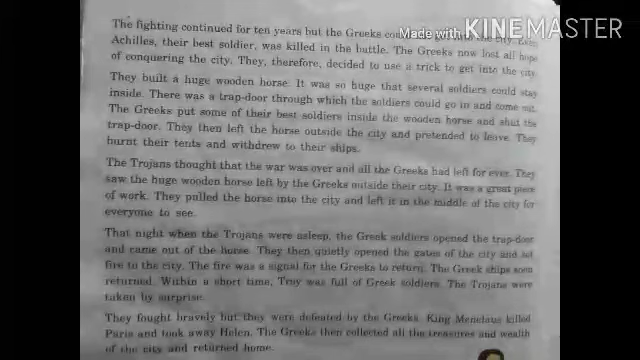 Made with KINEMASTER
The fighting continued for ten years but the Greeks
Achilles, their best soldier, was killed in the battle. The Greeks now lost all hope
of conquering the city. They, therefore, decided to use a trick to get into the city.
They built a huge wooden horse. It was so huge that several soldiers could stay
inside. There was a trap-door through which the soldiers could go in and come out.
The Greeks put some of their best soldiers inside the wooden horse and shut the
trap-door. They then left the horse outside the city and pretended to leave. They
burnt their tents and withdrew to their ships.
The Trojans thought that the war was over and all the Greeks had left for ever. They
saw the huge wooden horse left by the Greeks outside their city. It was a great piece
of work. They pulled the horse into the city and left it in the middle of the city for
everyone to see.
That night when the Trojans were asleep, the Greek soldiers opened the trap-door
and came out of the horse. They then quietly opened the gates of the city and set
fire to the city. The fire was a signal for the Greeks to return. The Greek ships soon
returned. Within a short time, Troy was full of Greek soldiers. The Trojans were
taken by surprise.
They fought bravely but they were defeated by the Greeks. King Menelaus killed
Paris and took away Helen. The Greeks then collected all the treasures and wealth
of the city and returned home.